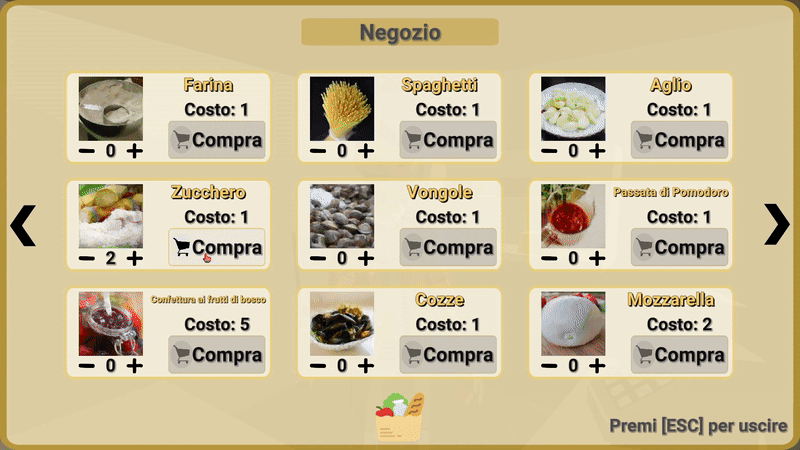 Negozio
Farina
Costo: 1
Compra
- 0 +
Spaghetti
Costo: 1
Compra
- 0 +
Aglio
Costo: 1
Compra
- 0 +
Zucchero
Costo: 1
Compra
- 2 +
Vongole
Costo: 1
Compra
- 0 +
Passata di Pomodoro
Costo: 1
Compra
- 0 +
Confettura ai frutti di bosco
Costo: 5
Compra
- 0 +
Cozze
Costo: 1
Compra
- 0 +
Mozzarella
Costo: 2
Compra
- 0 +
Premi [ESC] per uscire